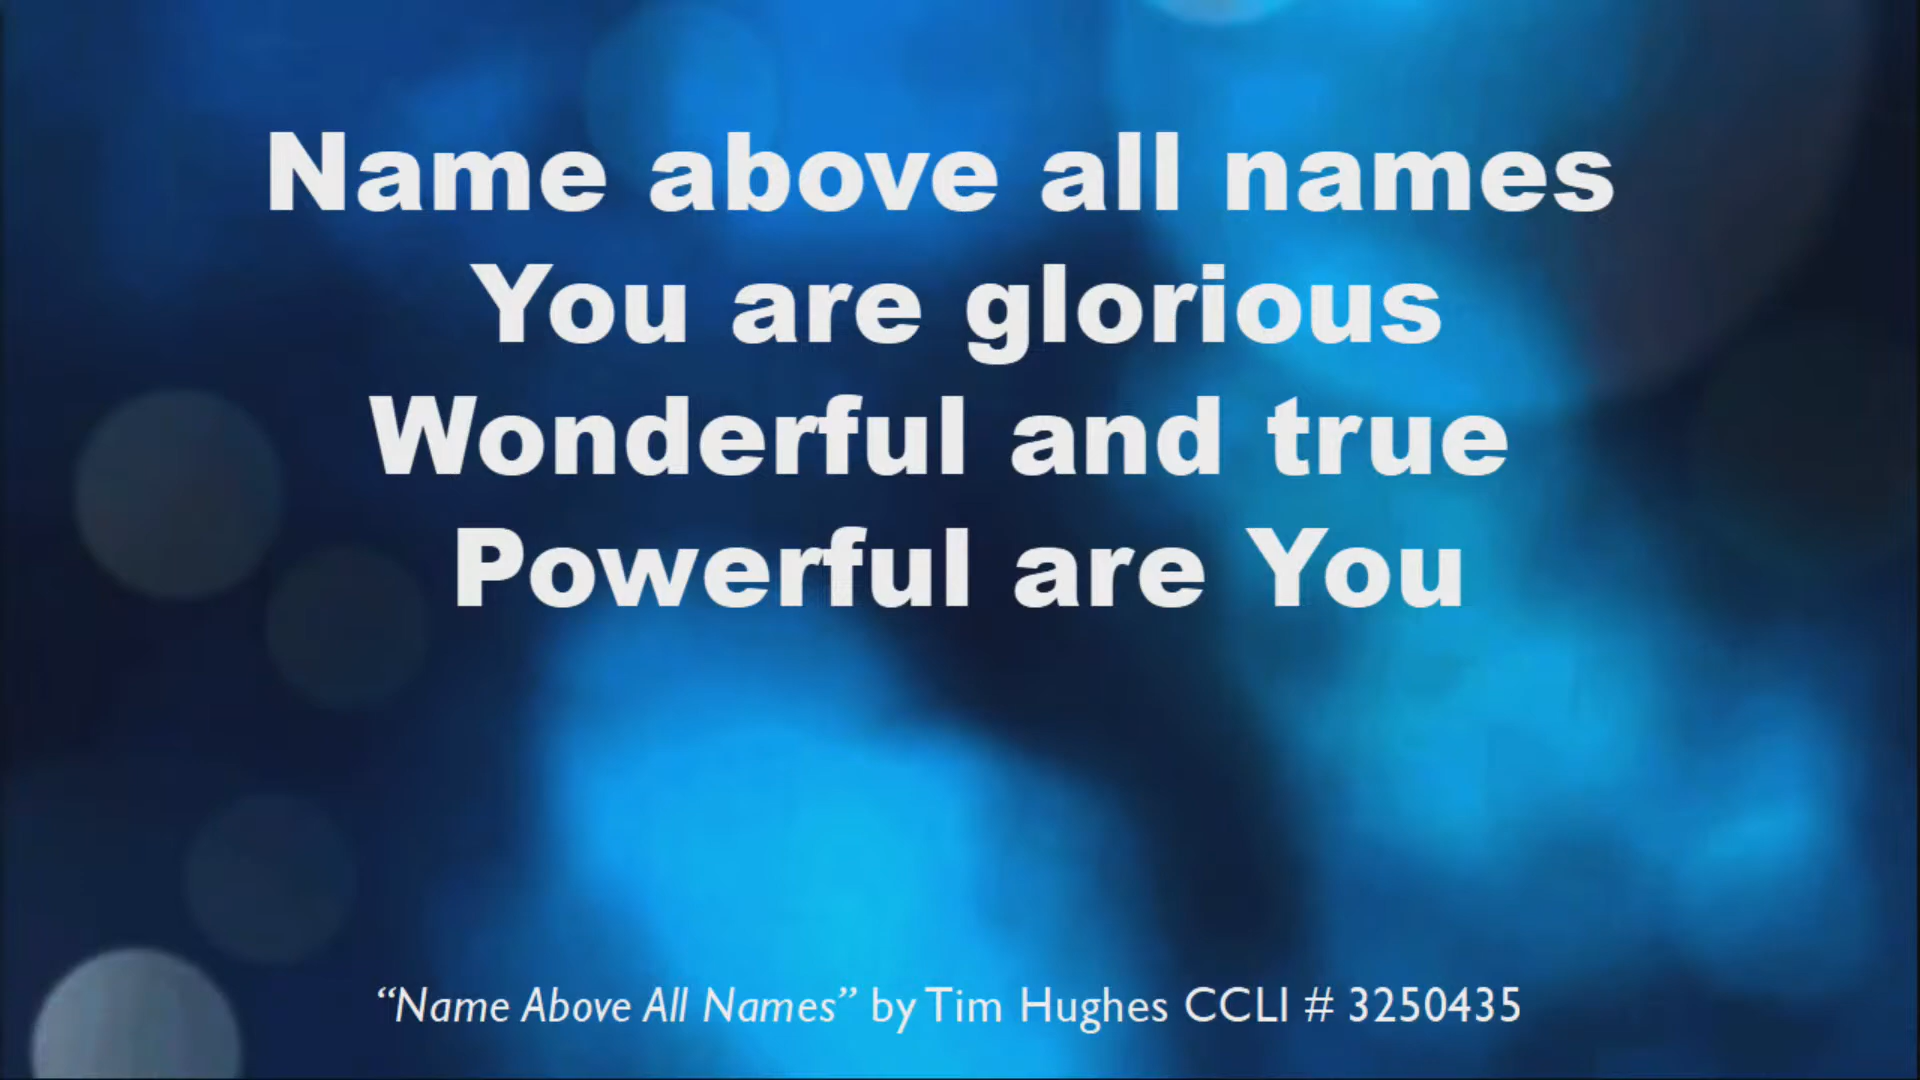 Name above all names
You are glorious
Wonderful and true
Powerful are You
“Name Above All Names” by Tim Hughes CCLI # 3250435